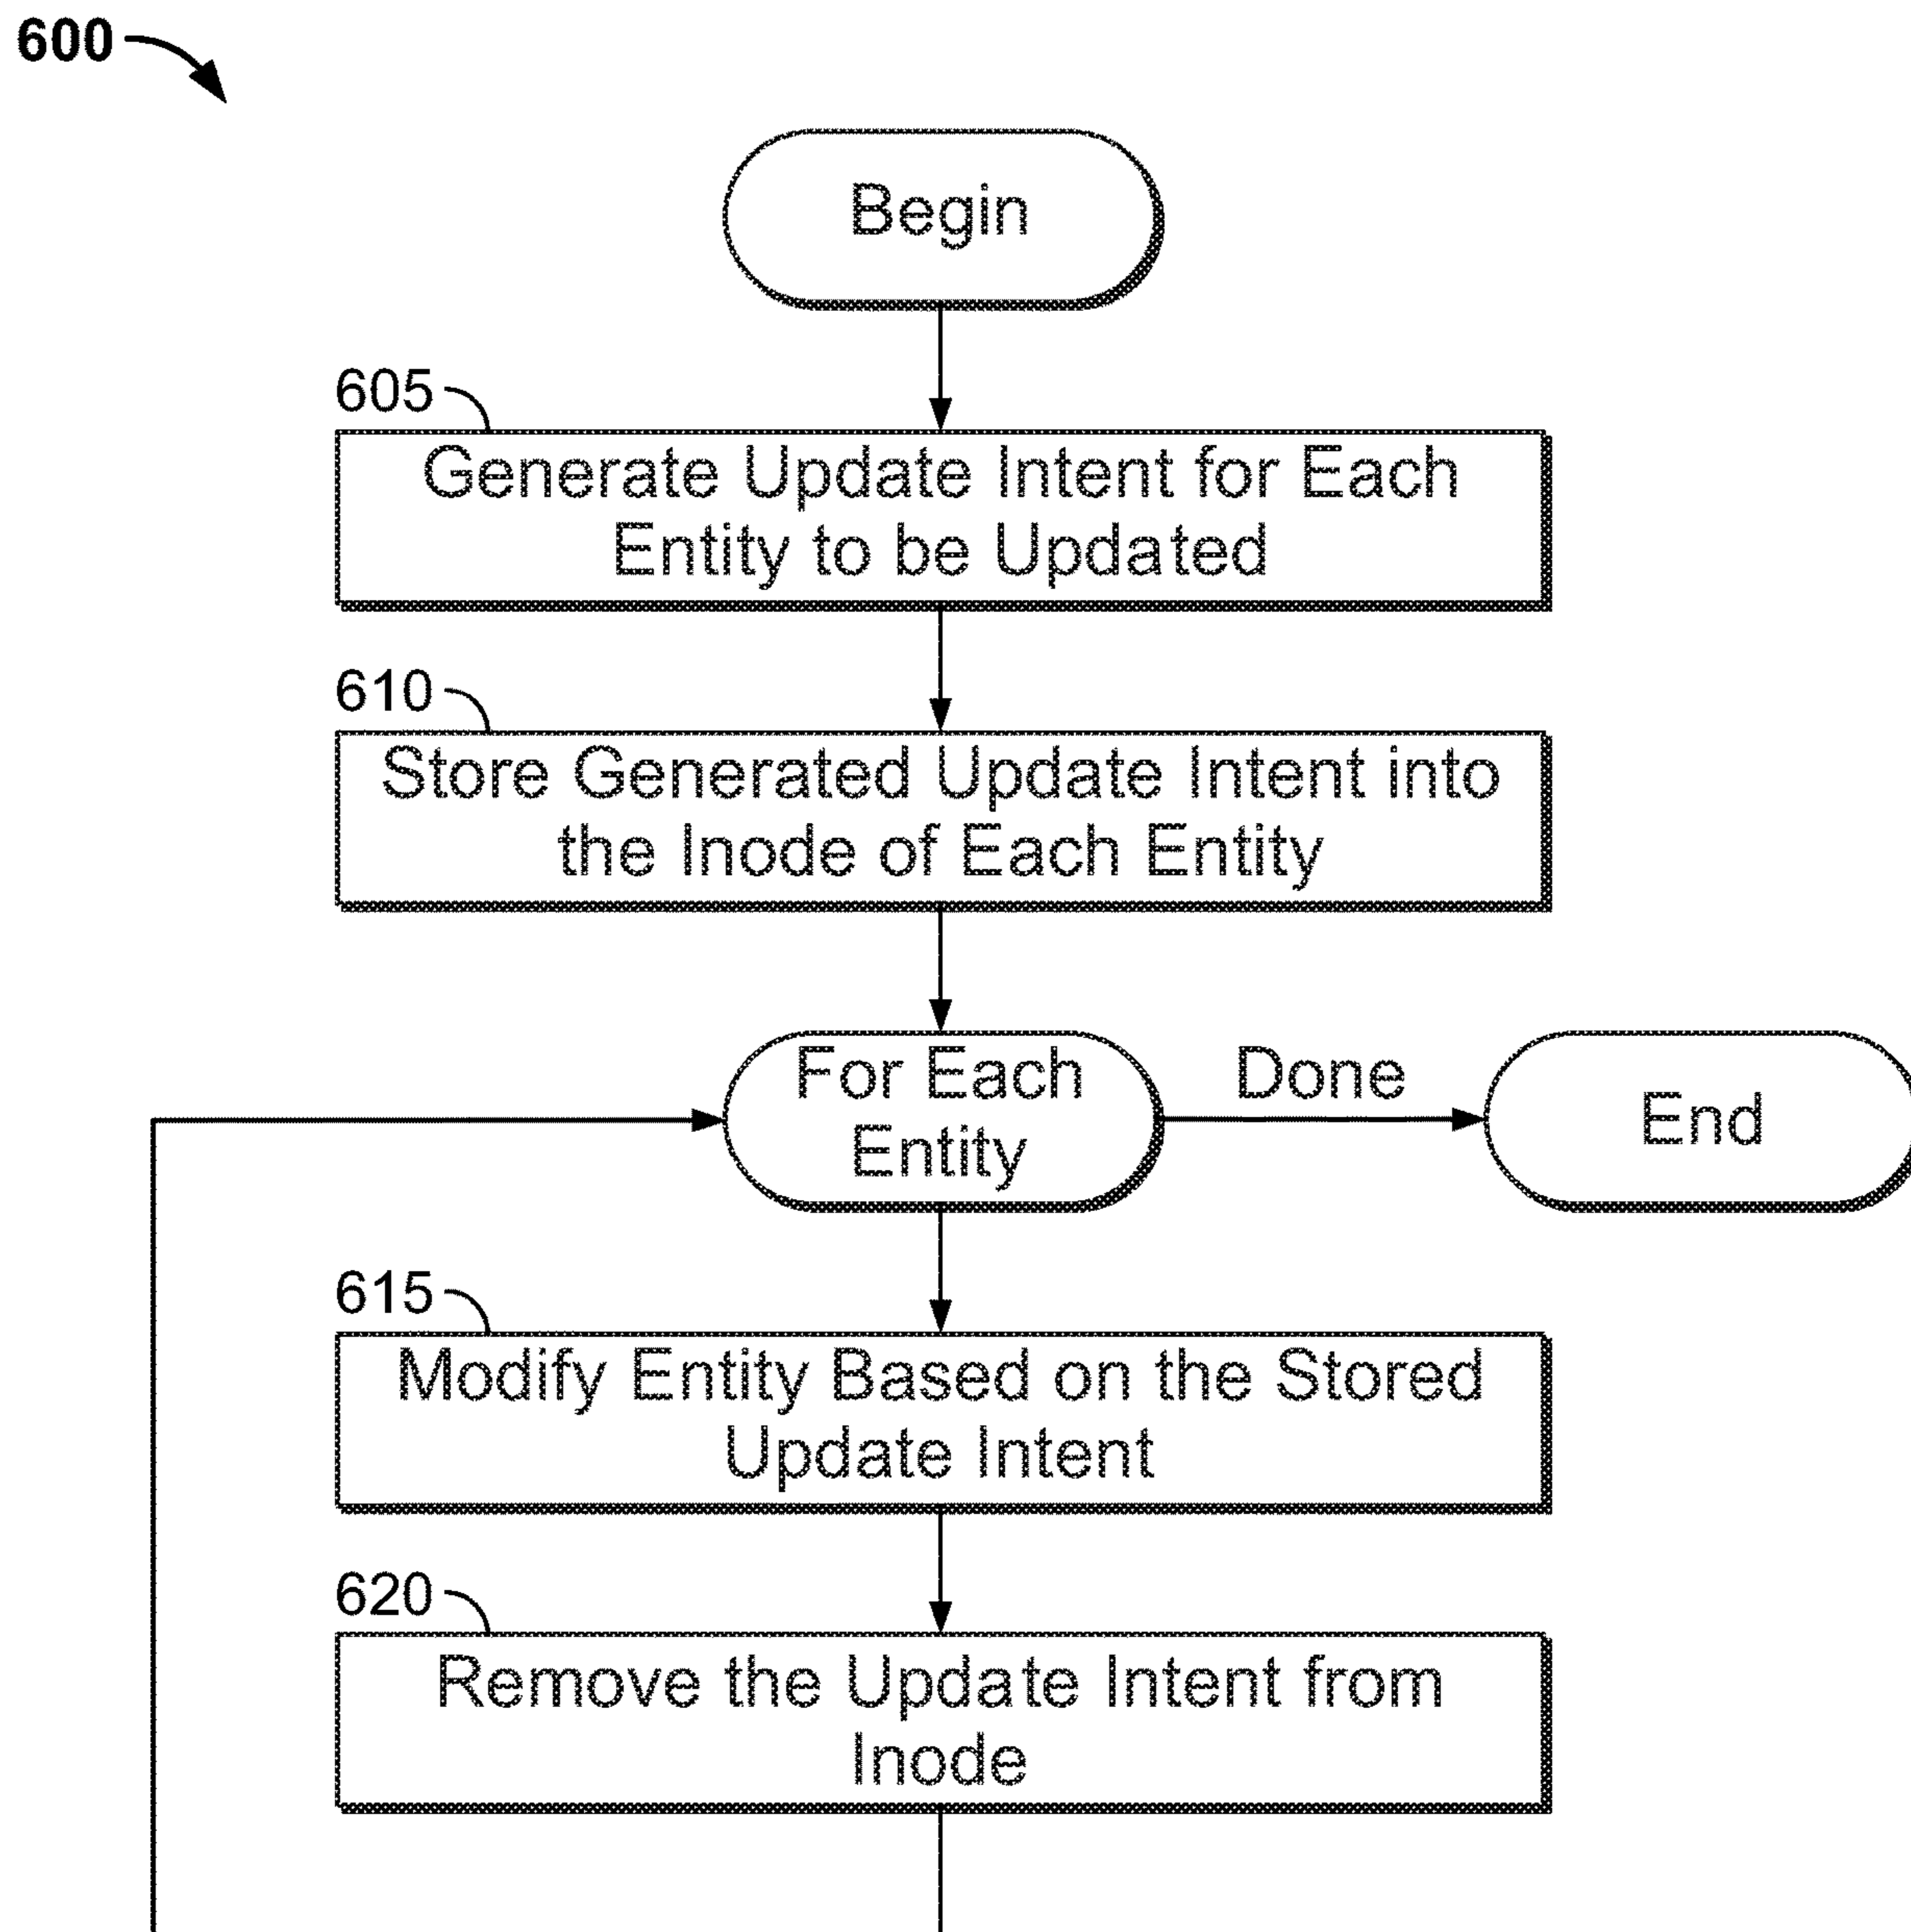 600
Begin
605
Generate Update Intent for Each
Entity to be Updated
610
Store Generated Update Intent into
the Inode of Each Entity
For Each
Entity
Done
End
615
Modify Entity Based on the Stored
Update Intent
620
Remove the Update Intent from
Inode